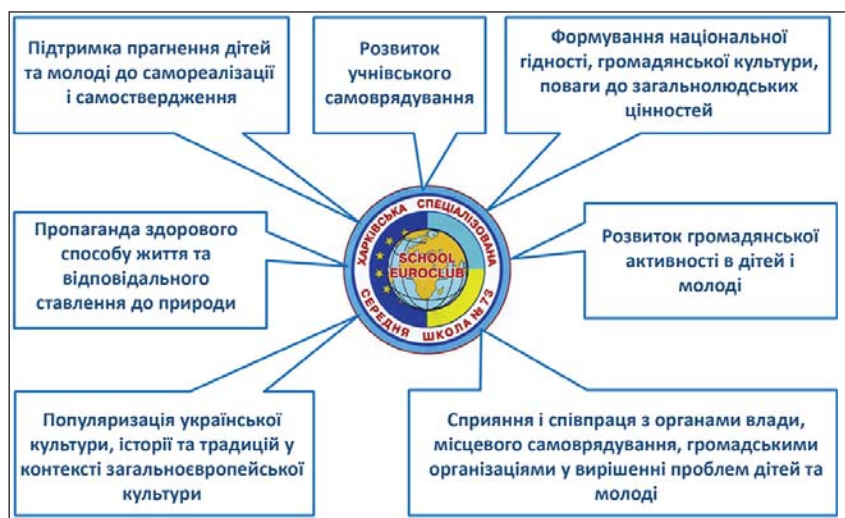 Підтримка прагнення дітей
та молоді до самореалізації
і самоствердження
Розвиток
учнівського
самоврядування
Формування національної
гідності, громадянської культури,
поваги до загальнолюдських
цінностей
Пропаганда здорового
способу життя та
відповідального
ставлення до природи
ХАРКІВСЬКА СПЕЦІАЛІЗОВАНА
SCHOOL
EUROCLUB
СЕРЕДНЯ ШКОЛА № 73
Розвиток громадянської
активності в дітей і
молоді
Популяризація української
культури, історії та традицій у
контексті загальноєвропейської
культури
Сприяння і співпраця з органами влади,
місцевого самоврядування, громадськими
організаціями у вирішенні проблем дітей та
молоді